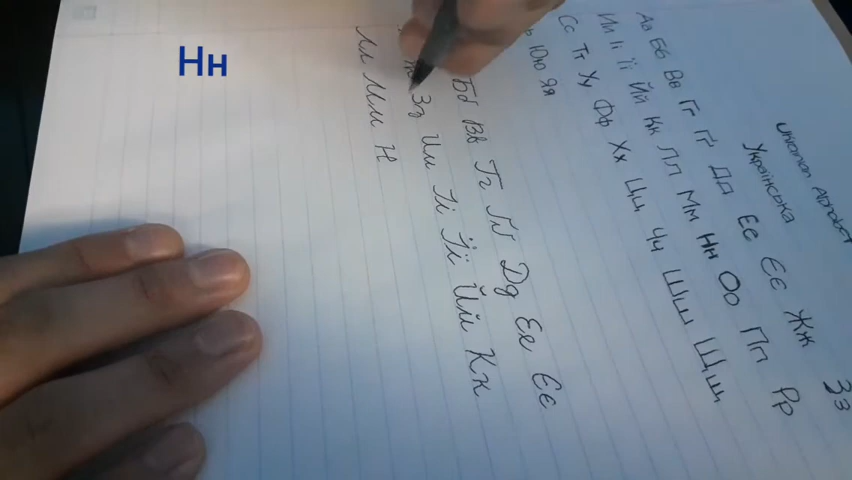 Нн
Ukrainian Alphabet
Українська
Аа Бб Вв Гг Ґґ Дд Ее Єє Жж Зз
Ии Іі Її Йй Кк Лл Мм Нн Оо Пп Рр
Сс Тт Уу Фф Хх Цц Чч Шш Щщ
Юю Яя
Бб Вв Гг Ґґ Дд Ее Єє
Зз Ии Іі Її Йй Кк
Лл Мм Н